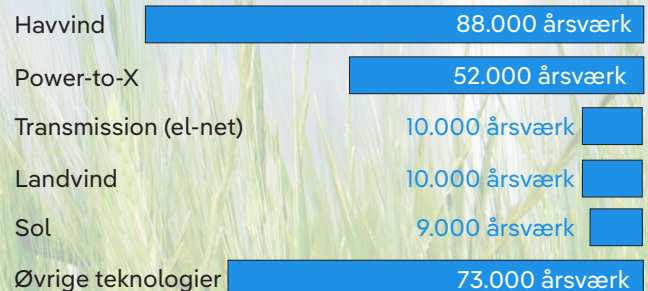 Havvind 88.000 årsværk
Power-to-X 52.000 årsværk
Transmission (el-net) 10.000 årsværk
Landvind 10.000 årsværk
Sol 9.000 årsværk
Øvrige teknologier 73.000 årsværk